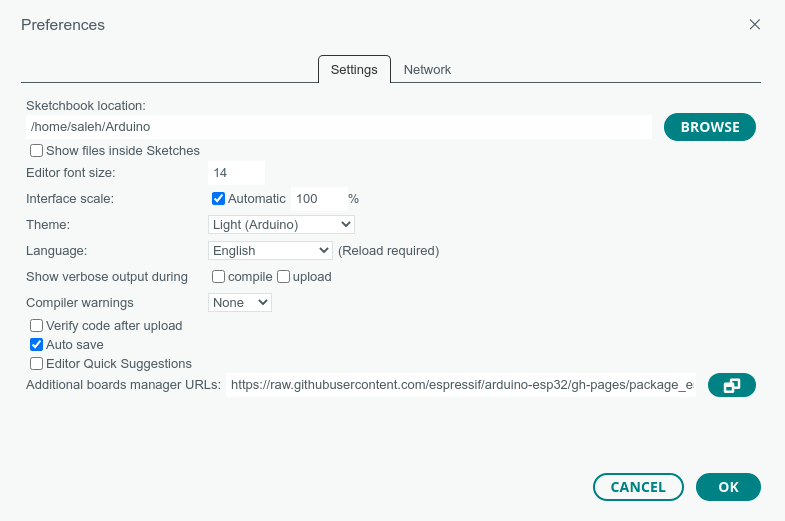 Preferences
Settings Network
Sketchbook location:
/home/saleh/Arduino BROWSE
Show files inside Sketches
Editor font size: 14
Interface scale: Automatic 100 %
Theme: Light (Arduino)
Language: English (Reload required)
Show verbose output during compile upload
Compiler warnings None
Verify code after upload
Auto save
Editor Quick Suggestions
Additional boards manager URLs: https://raw.githubusercontent.com/espressif/arduino-esp32/gh-pages/package_e
CANCEL OK